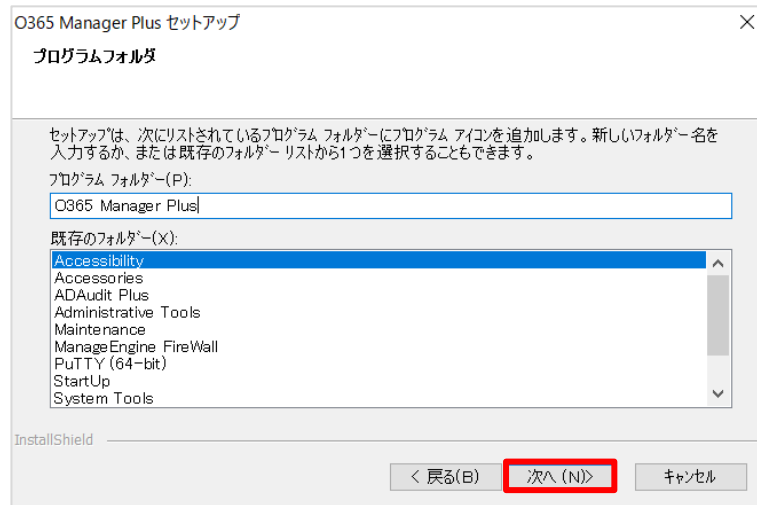 O365 Manager Plus セットアップ
プログラムフォルダ
セットアップは、次にリストされているプログラム フォルダーにプログラム アイコンを追加します。新しいフォルダー名を
入力するか、または既存のフォルダー リストから1つを選択することもできます。
プログラム フォルダー(P):
O365 Manager Plus
既存のフォルダー(X):
Accessibility
Accessories
ADAudit Plus
Administrative Tools
Maintenance
ManageEngine FireWall
PuTTY (64-bit)
StartUp
System Tools
InstallShield
< 戻る(B) 次へ (N)> キャンセル